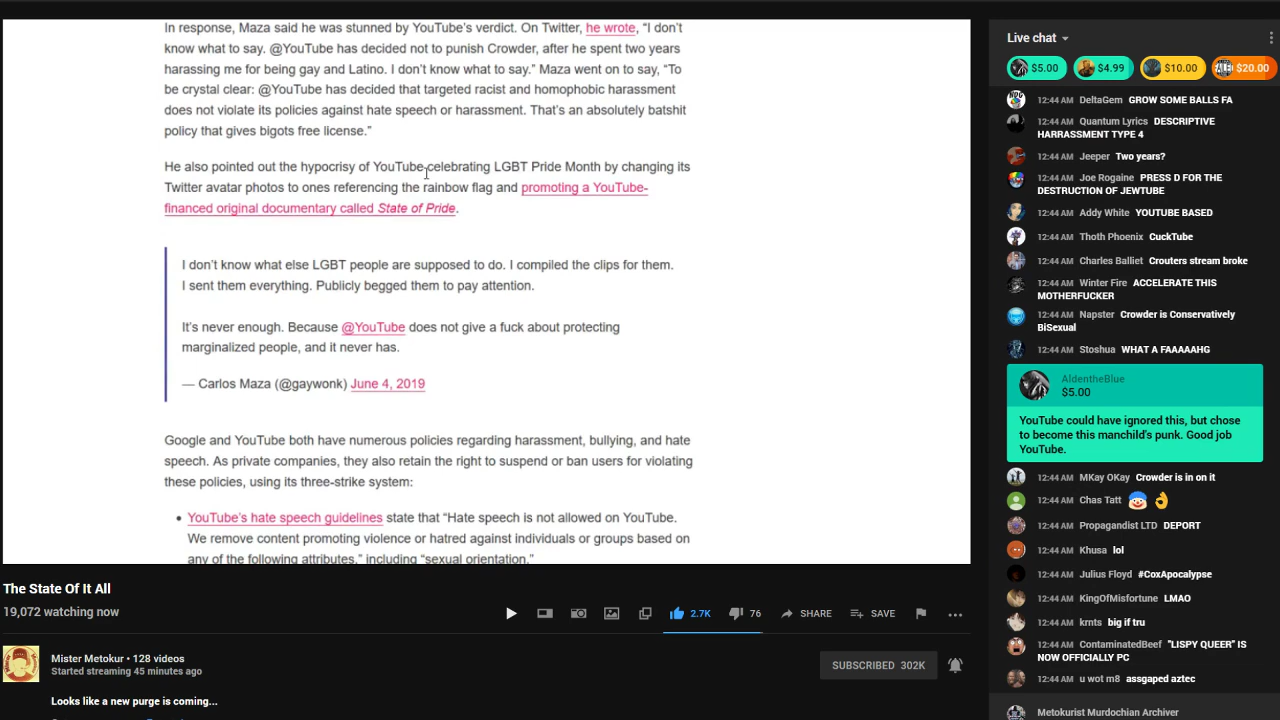 In response, Maza said he was stunned by YouTube's verdict. On Twitter, he wrote, “I don't
know what to say. @YouTube has decided not to punish Crowder, after he spent two years
harassing me for being gay and Latino. I don't know what to say.” Maza went on to say, “To
be crystal clear: @YouTube has decided that targeted racist and homophobic harassment
does not violate its policies against hate speech or harassment. That's an absolutely batshit
policy that gives bigots free license.”
He also pointed out the hypocrisy of YouTube celebrating LGBT Pride Month by changing its
Twitter avatar photos to ones referencing the rainbow flag and promoting a YouTube-
financed original documentary called State of Pride.
I don't know what else LGBT people are supposed to do. I compiled the clips for them.
I sent them everything. Publicly begged them to pay attention.
It's never enough. Because @YouTube does not give a fuck about protecting
marginalized people, and it never has.
— Carlos Maza (@gaywonk) June 4, 2019
Google and YouTube both have numerous policies regarding harassment, bullying, and hate
speech. As private companies, they also retain the right to suspend or ban users for violating
these policies, using its three-strike system:
• YouTube's hate speech guidelines state that “Hate speech is not allowed on YouTube.
We remove content promoting violence or hatred against individuals or groups based on
any of the following attributes,” including “sexual orientation.”
The State Of It All
19,072 watching now
2.7K
76
SHARE
SAVE
Mister Metokur • 128 videos
Started streaming 45 minutes ago
SUBSCRIBED 302K
Looks like a new purge is coming...
Live chat
$5.00
$4.99
$10.00
$20.00
12:44 AM DeltaGem GROW SOME BALLS FA
12:44 AM Quantum Lyrics DESCRIPTIVE
HARRASSMENT TYPE 4
12:44 AM Jeeper Two years?
12:44 AM Joe Rogaine PRESS D FOR THE
DESTRUCTION OF JEWTUBE
12:44 AM Addy White YOUTUBE BASED
12:44 AM Thoth Phoenix CuckTube
12:44 AM Charles Balliet Crouters stream broke
12:44 AM Winter Fire ACCELERATE THIS
MOTHERFUCKER
12:44 AM Napster Crowder is Conservatively
BiSexual
12:44 AM Stoshua WHAT A FAAAAHG
AldentheBlue
$5.00
YouTube could have ignored this, but chose
to become this manchild's punk. Good job
YouTube.
12:44 AM MKay OKay Crowder is in on it
12:44 AM Chas Tatt 🤡 👌
12:44 AM Propagandist LTD DEPORT
12:44 AM Khusa lol
12:44 AM Julius Floyd #CoxApocalypse
12:44 AM KingOfMisfortune LMAO
12:44 AM krnts big if tru
12:44 AM ContaminatedBeef "LISPY QUEER" IS
NOW OFFICIALLY PC
12:44 AM u wot m8 assgaped aztec
Metokurist Murdochian Archiver